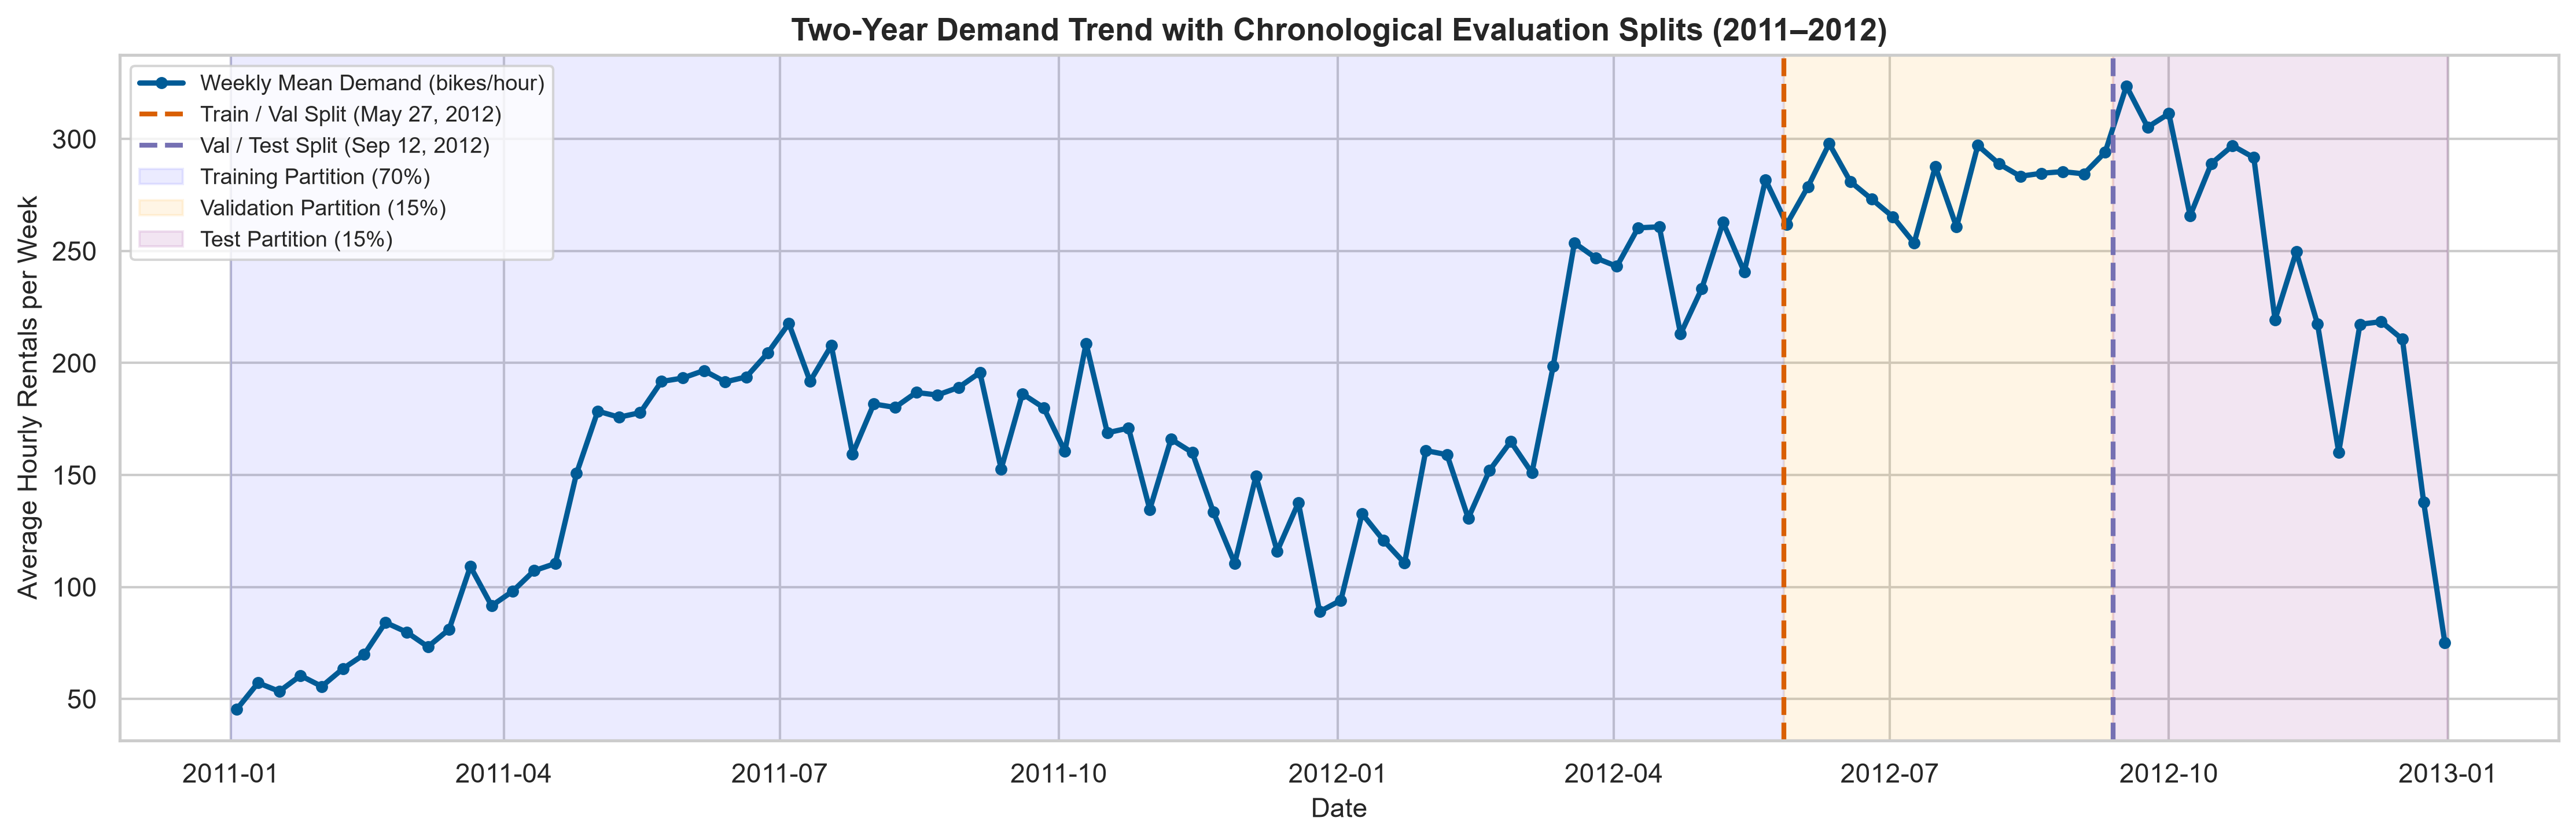 Two-Year Demand Trend with Chronological Evaluation Splits (2011–2012)
Weekly Mean Demand (bikes/hour)
Train / Val Split (May 27, 2012)
Val / Test Split (Sep 12, 2012)
Training Partition (70%)
Validation Partition (15%)
Test Partition (15%)
Average Hourly Rentals per Week
300
250
200
150
100
50
2011-01
2011-04
2011-07
2011-10
2012-01
2012-04
2012-07
2012-10
2013-01
Date